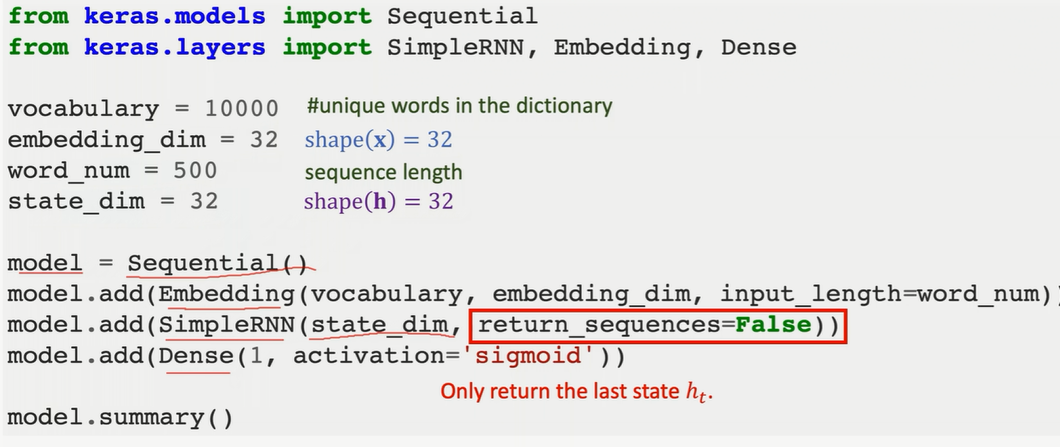 from keras.models import Sequential
from keras.layers import SimpleRNN, Embedding, Dense
vocabulary = 10000 #unique words in the dictionary
embedding_dim = 32 shape(x) = 32
word_num = 500 sequence length
state_dim = 32 shape(h) = 32
model = Sequential()
model.add(Embedding(vocabulary, embedding_dim, input_length=word_num))
model.add(SimpleRNN(state_dim, return_sequences=False))
model.add(Dense(1, activation='sigmoid'))
Only return the last state hₜ.
model.summary()